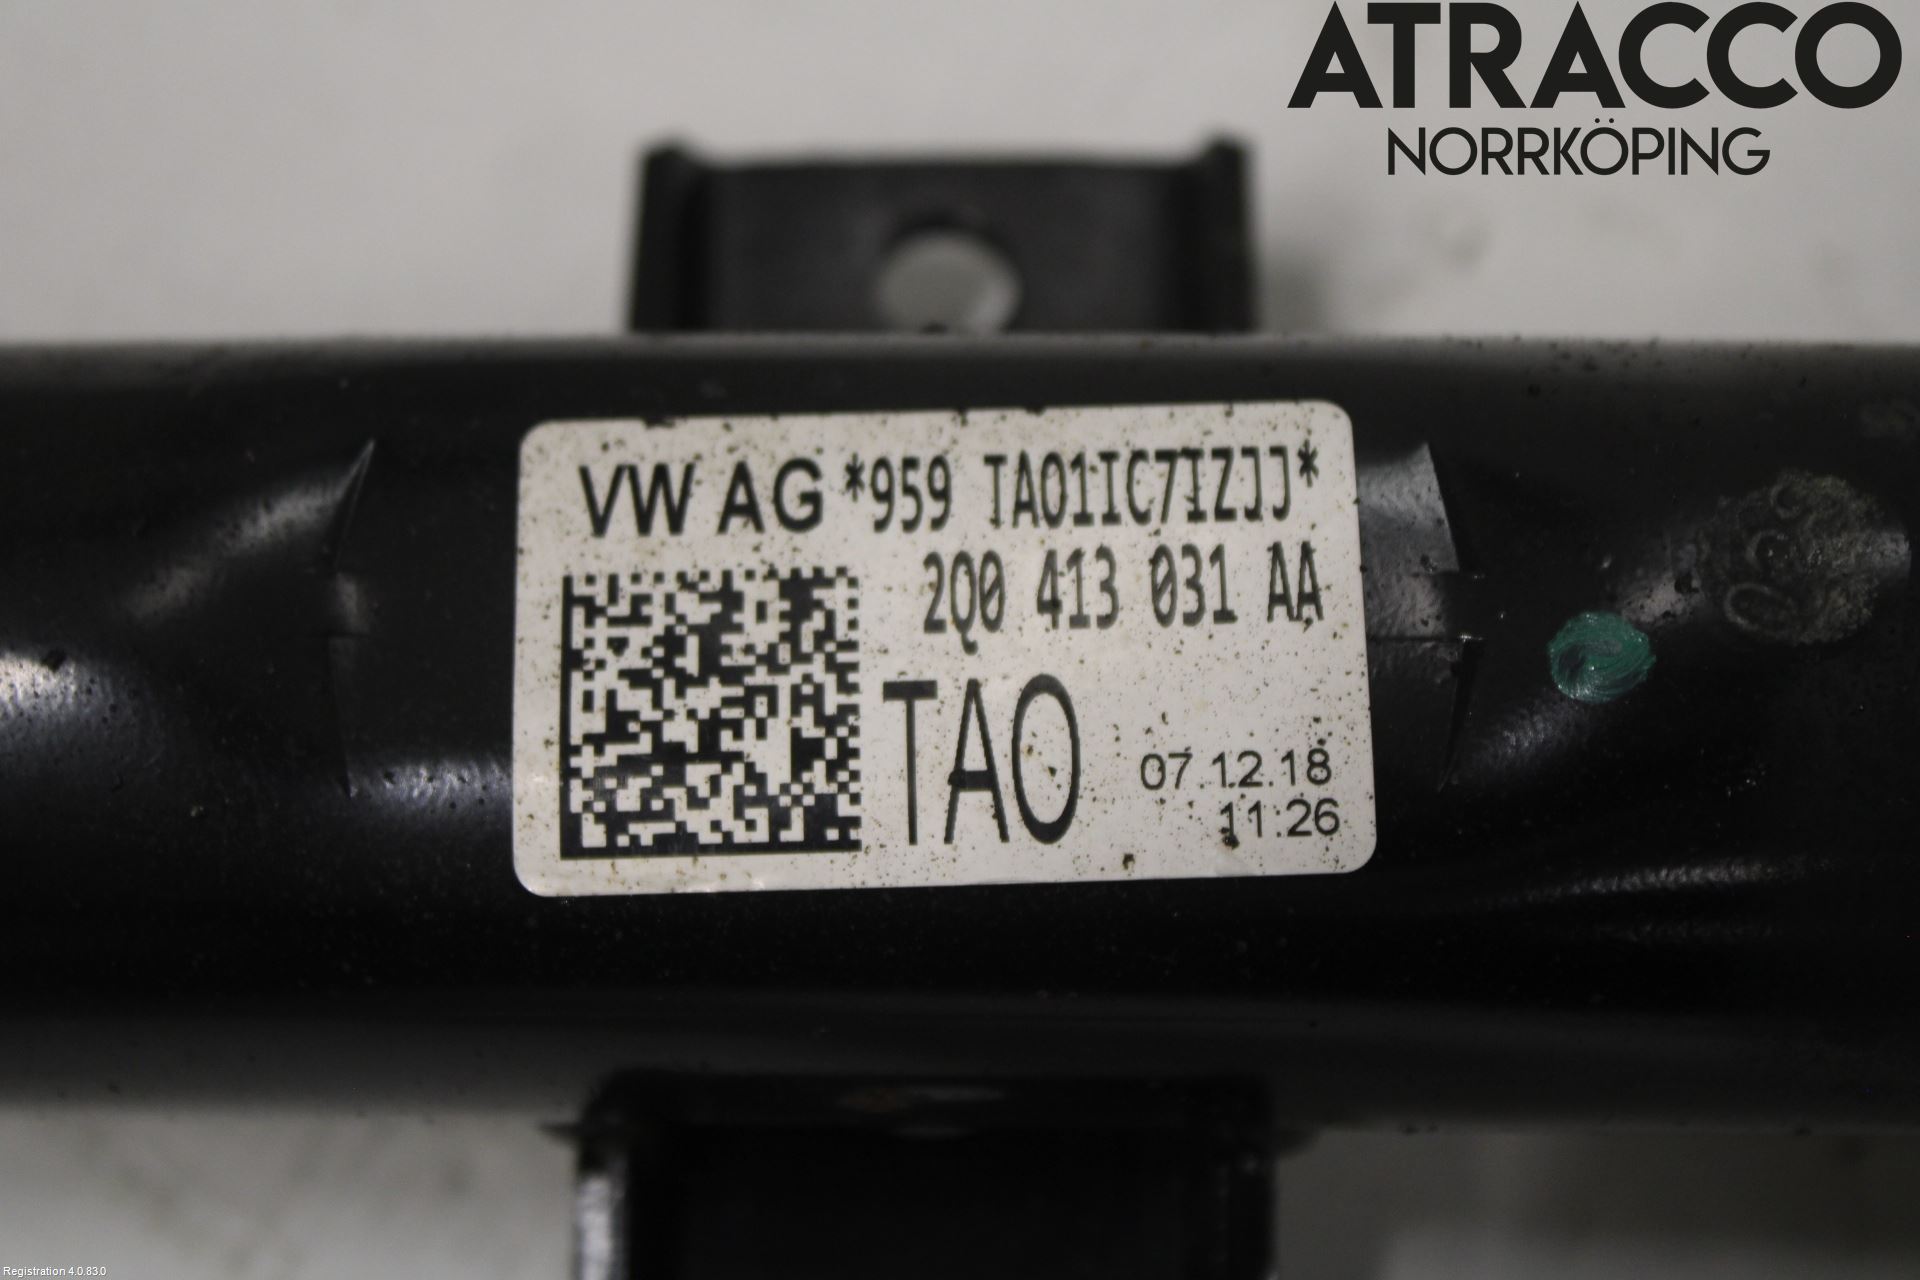 ATRACCO
NORRKÖPING
VW AG *959 TA01IC7IZJJ*
2Q0 413 031 AA
TAO
07.12.18
11:26
Registration 4.0.83.0